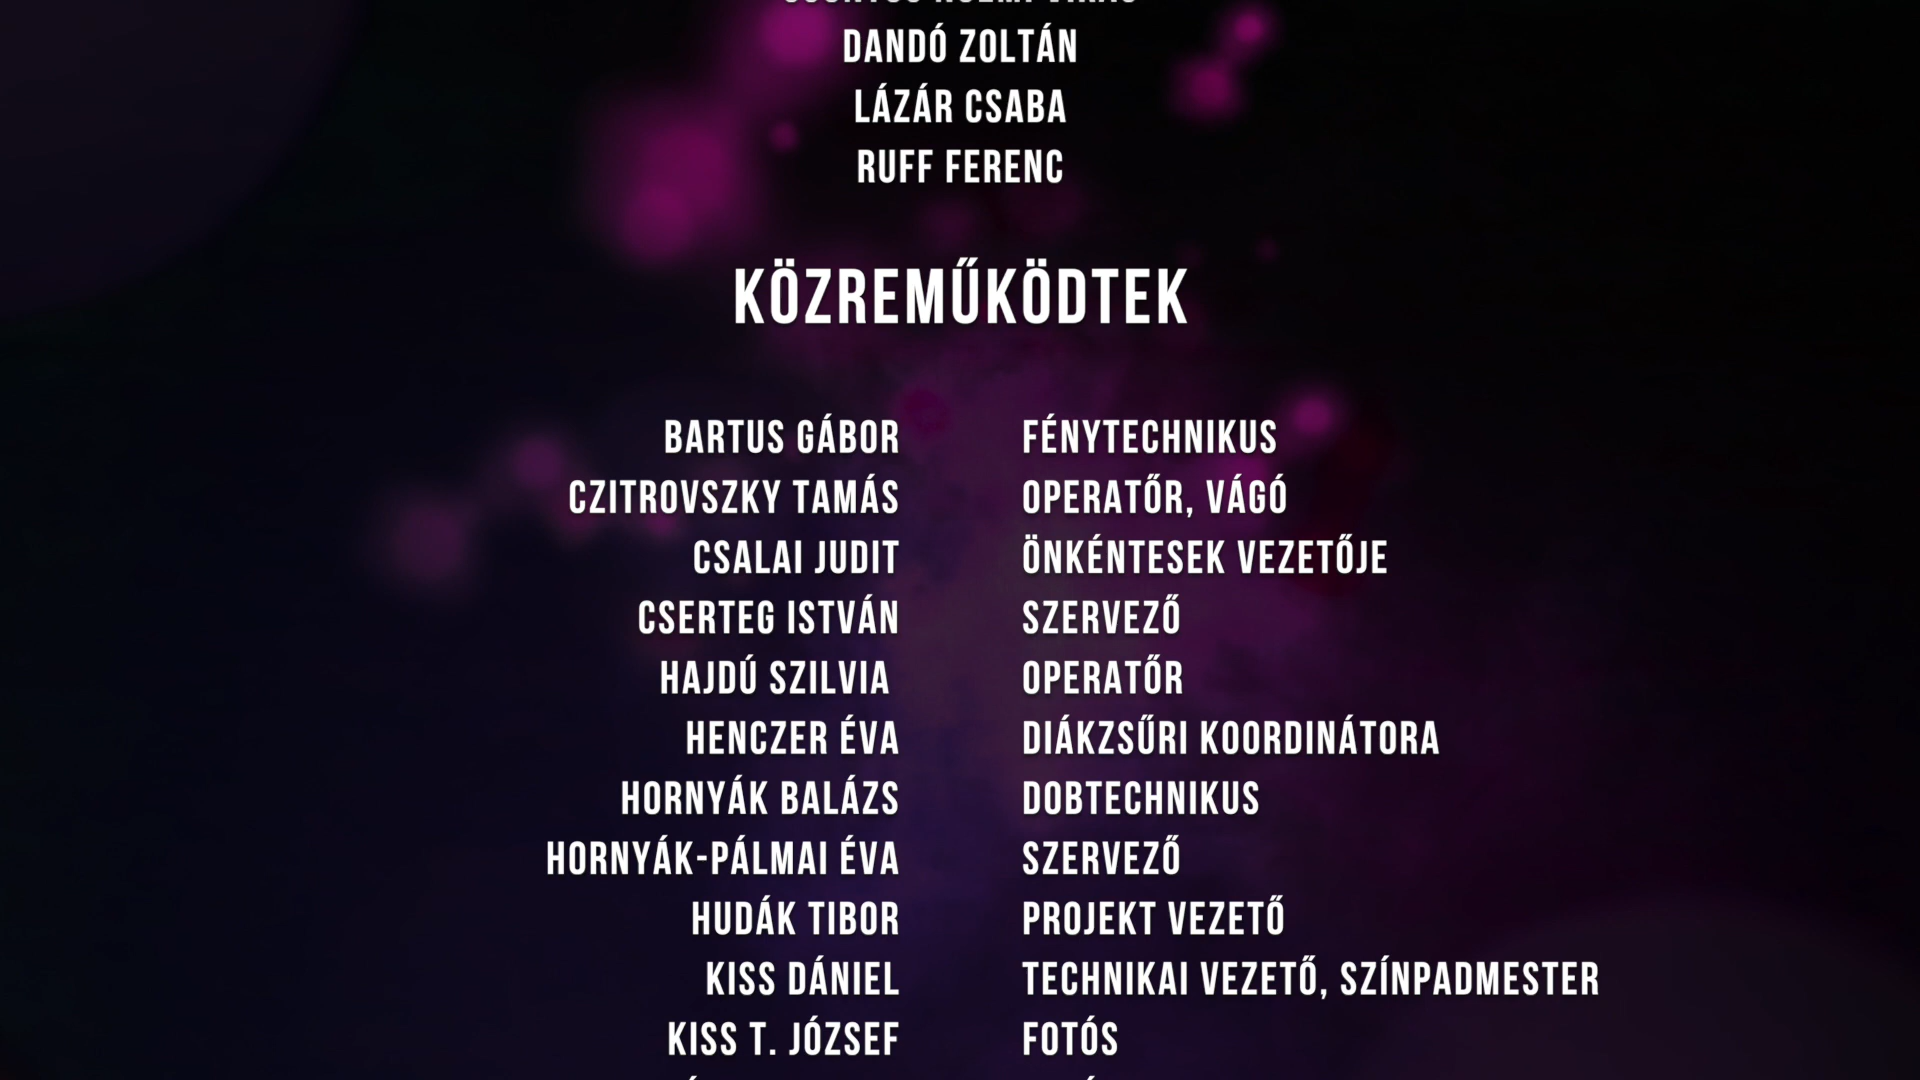 DANDÓ ZOLTÁN
LÁZÁR CSABA
RUFF FERENC
KÖZREMŰKÖDTEK
BARTUS GÁBOR FÉNYTECHNIKUS
CZITROVSZKY TAMÁS OPERATŐR, VÁGÓ
CSALAI JUDIT ÖNKÉNTESEK VEZETŐJE
CSERTEG ISTVÁN SZERVEZŐ
HAJDÚ SZILVIA OPERATŐR
HENCZER ÉVA DIÁKZSŰRI KOORDINÁTORA
HORNYÁK BALÁZS DOBTECHNIKUS
HORNYÁK-PÁLMAI ÉVA SZERVEZŐ
HUDÁK TIBOR PROJEKT VEZETŐ
KISS DÁNIEL TECHNIKAI VEZETŐ, SZÍNPADMESTER
KISS T. JÓZSEF FOTÓS